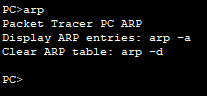 PC>arp
Packet Tracer PC ARP
Display ARP entries: arp -a
Clear ARP table: arp -d
PC>